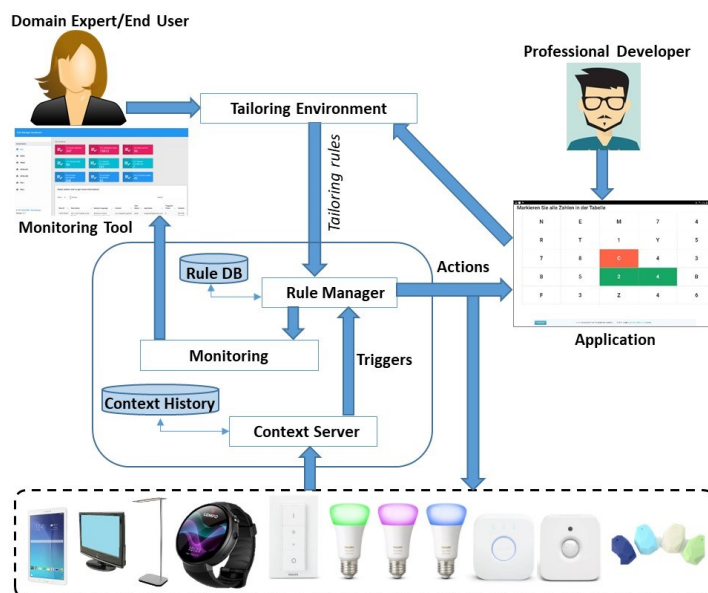 Domain Expert/End User
Professional Developer
Tailoring Environment
Tailoring rules
Monitoring Tool
Markieren Sie alle Zahlen in der Tabelle
N E M 7 4
R T 1 Y 5
7 8 C 4 3
8 5 2 4 B
F 3 Z 4 6
Application
Rule DB
Rule Manager
Actions
Monitoring
Triggers
Context History
Context Server